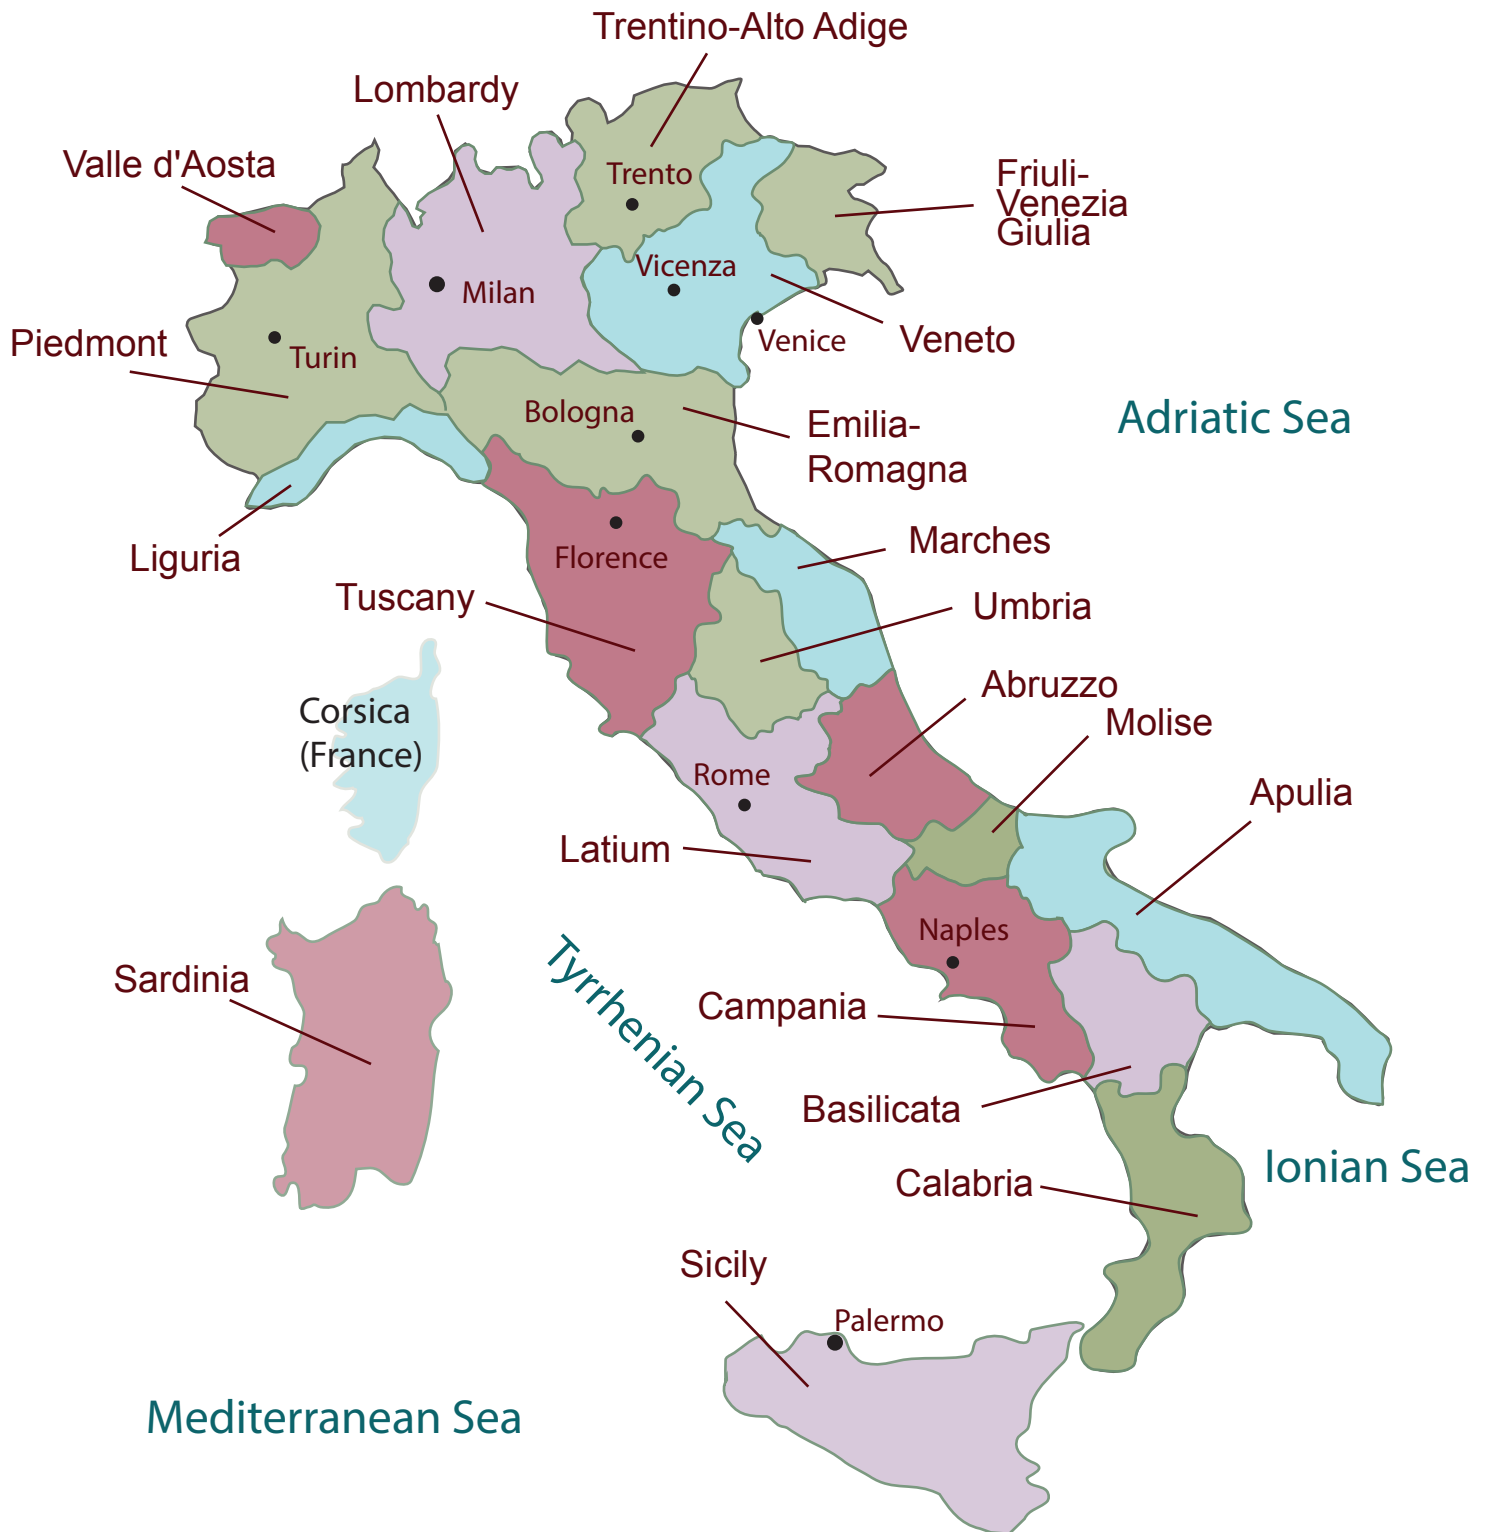 Trentino-Alto Adige
Lombardy
Valle d'Aosta
Trento
Friuli-
Venezia
Giulia
Vicenza
Milan
Piedmont
Turin
Venice
Veneto
Bologna
Emilia-
Romagna
Adriatic Sea
Liguria
Florence
Marches
Tuscany
Umbria
Corsica
(France)
Abruzzo
Molise
Rome
Apulia
Latium
Naples
Sardinia
Tyrrhenian Sea
Campania
Basilicata
Ionian Sea
Calabria
Sicily
Palermo
Mediterranean Sea